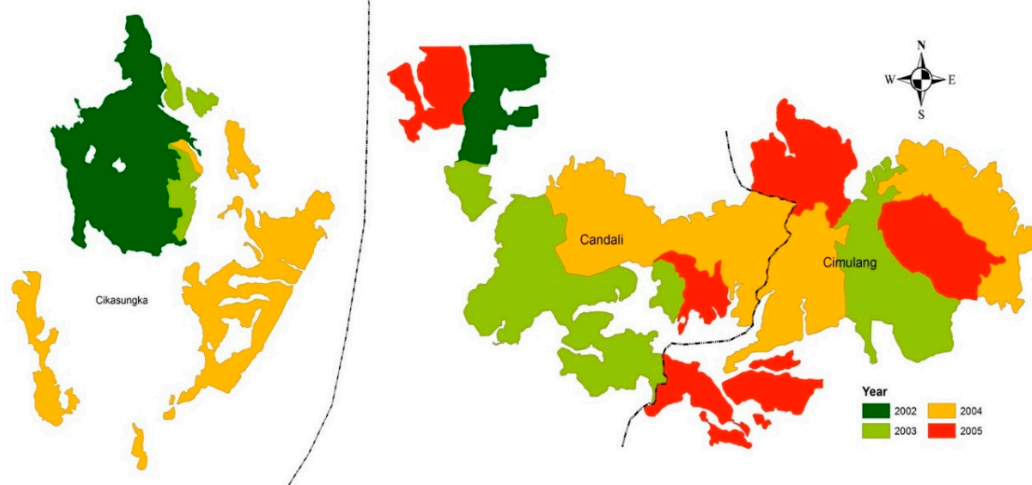 N
W E
S
Candali
Cimulang
Cikasungka
Year
2002 2004
2003 2005